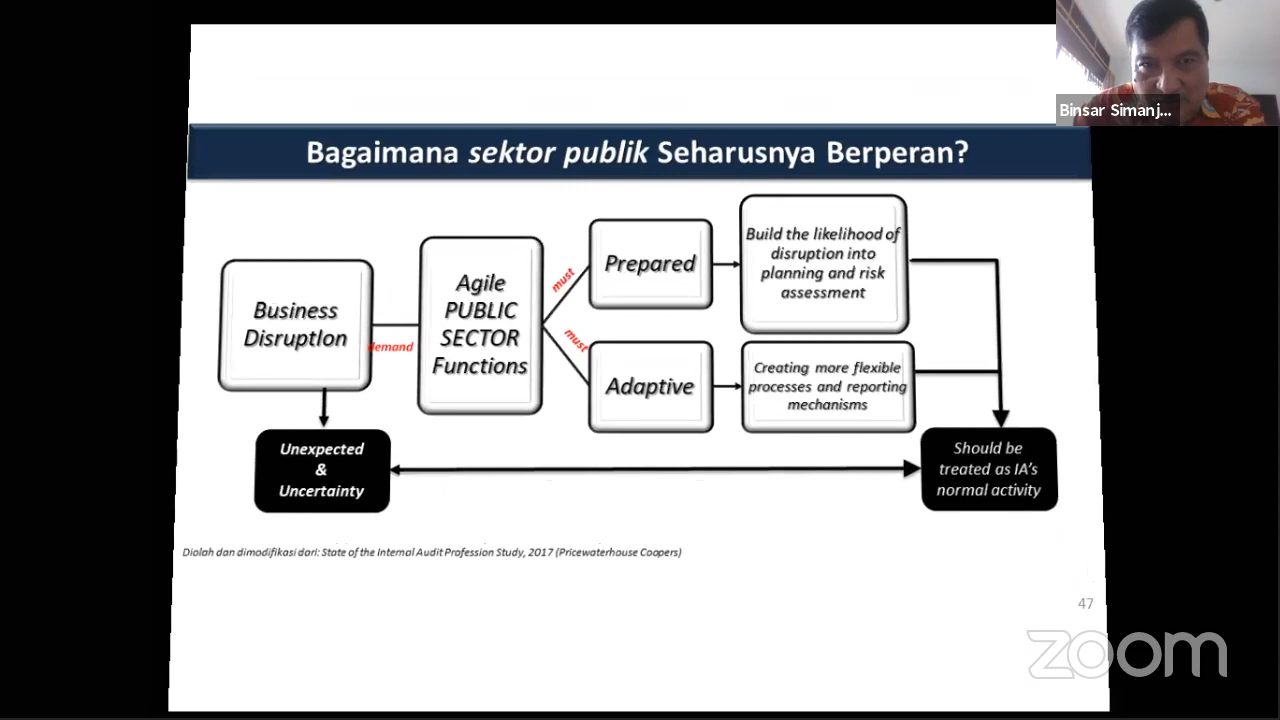 Binsar Simanj...
Bagaimana sektor publik Seharusnya Berperan?
Business
DisruptIon
demand
Agile
PUBLIC
SECTOR
Functions
must
must
Prepared
Adaptive
Build the likelihood of
disruption into
planning and risk
assessment
Creating more flexible
processes and reporting
mechanisms
Unexpected
&
Uncertainty
Should be
treated as IA's
normal activity
Diolah dan dimodifikasi dari: State of the Internal Audit Profession Study, 2017 (Pricewaterhouse Coopers)
47
zoom